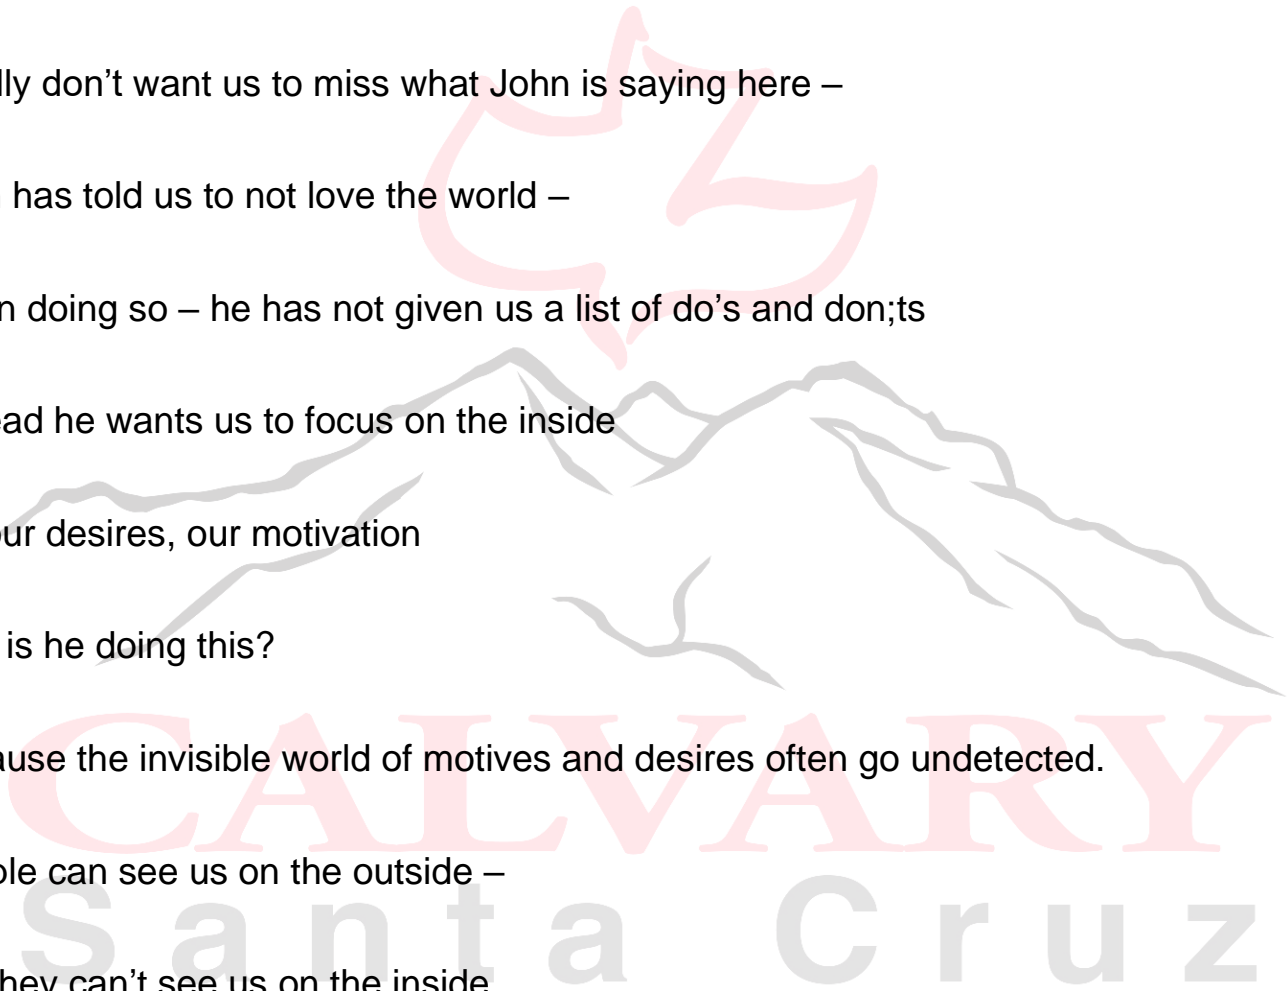 lly don't want us to miss what John is saying here –
has told us to not love the world –
n doing so – he has not given us a list of do's and don;ts
ead he wants us to focus on the inside
our desires, our motivation
is he doing this?
ause the invisible world of motives and desires often go undetected.
ple can see us on the outside –
hey can't see us on the inside
CALVARY
Santa Cruz